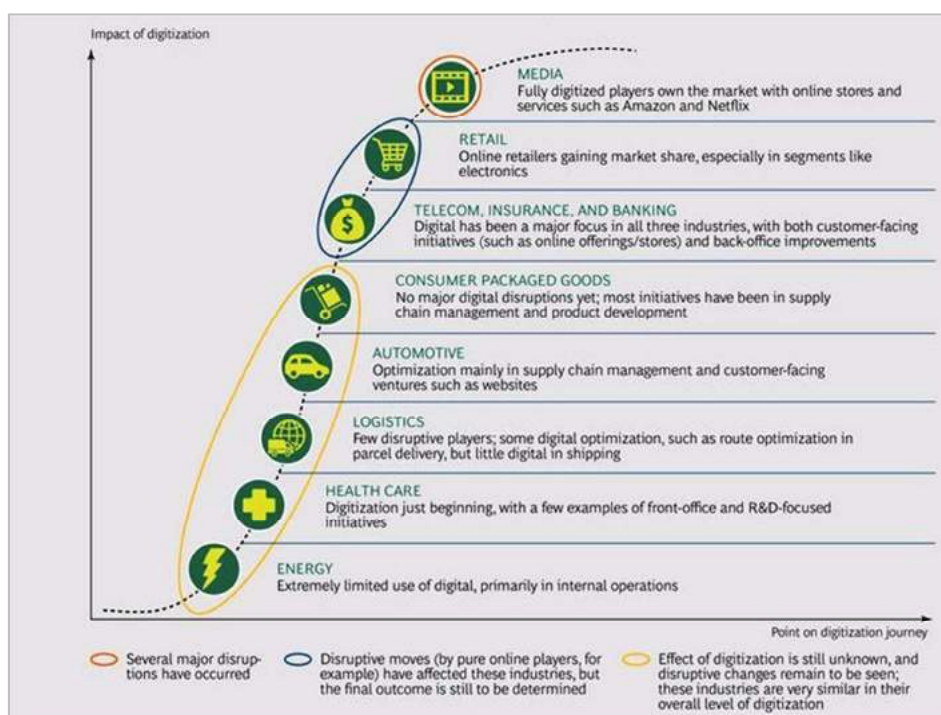 Impact of digitization
MEDIA
Fully digitized players own the market with online stores and
services such as Amazon and Netflix
RETAIL
Online retailers gaining market share, especially in segments like
electronics
$
TELECOM, INSURANCE, AND BANKING
Digital has been a major focus in all three industries, with both customer-facing
initiatives (such as online offerings/stores) and back-office improvements
CONSUMER PACKAGED GOODS
No major digital disruptions yet; most initiatives have been in supply
chain management and product development
AUTOMOTIVE
Optimization mainly in supply chain management and customer-facing
ventures such as websites
LOGISTICS
Few disruptive players; some digital optimization, such as route optimization in
parcel delivery, but little digital in shipping
HEALTH CARE
Digitization just beginning, with a few examples of front-office and R&D-focused
initiatives
ENERGY
Extremely limited use of digital, primarily in internal operations
Point on digitization journey
Several major disrup-
tions have occurred
Disruptive moves (by pure online players, for
example) have affected these industries, but
the final outcome is still to be determined
Effect of digitization is still unknown, and
disruptive changes remain to be seen;
these industries are very similar in their
overall level of digitization